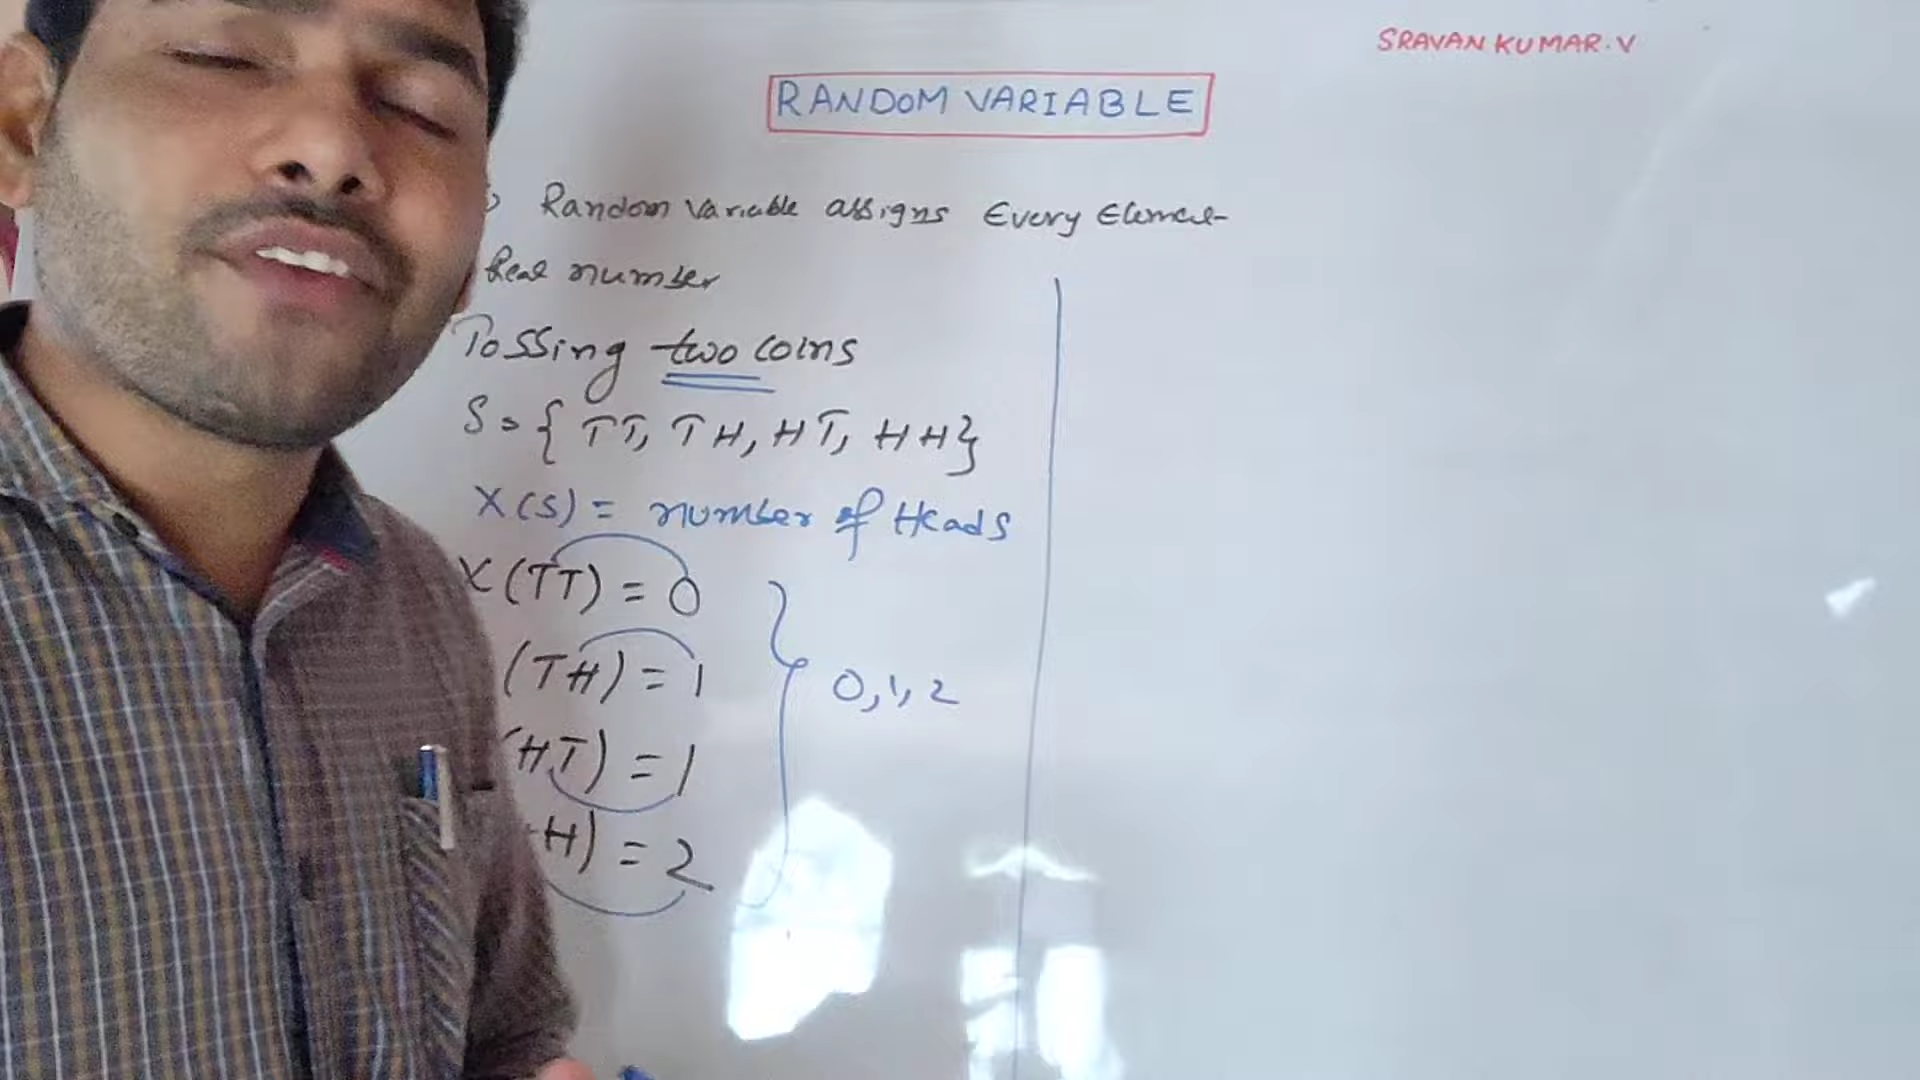 SRAVAN KUMAR.V
RANDOM VARIABLE
Random variable assigns Every Element
Real number
Tossing two coins
S = { TT, TH, HT, HH}
X(S) = number of Heads
X(TT) = 0
(TH) = 1
(HT) = 1
H) = 2
0, 1, 2